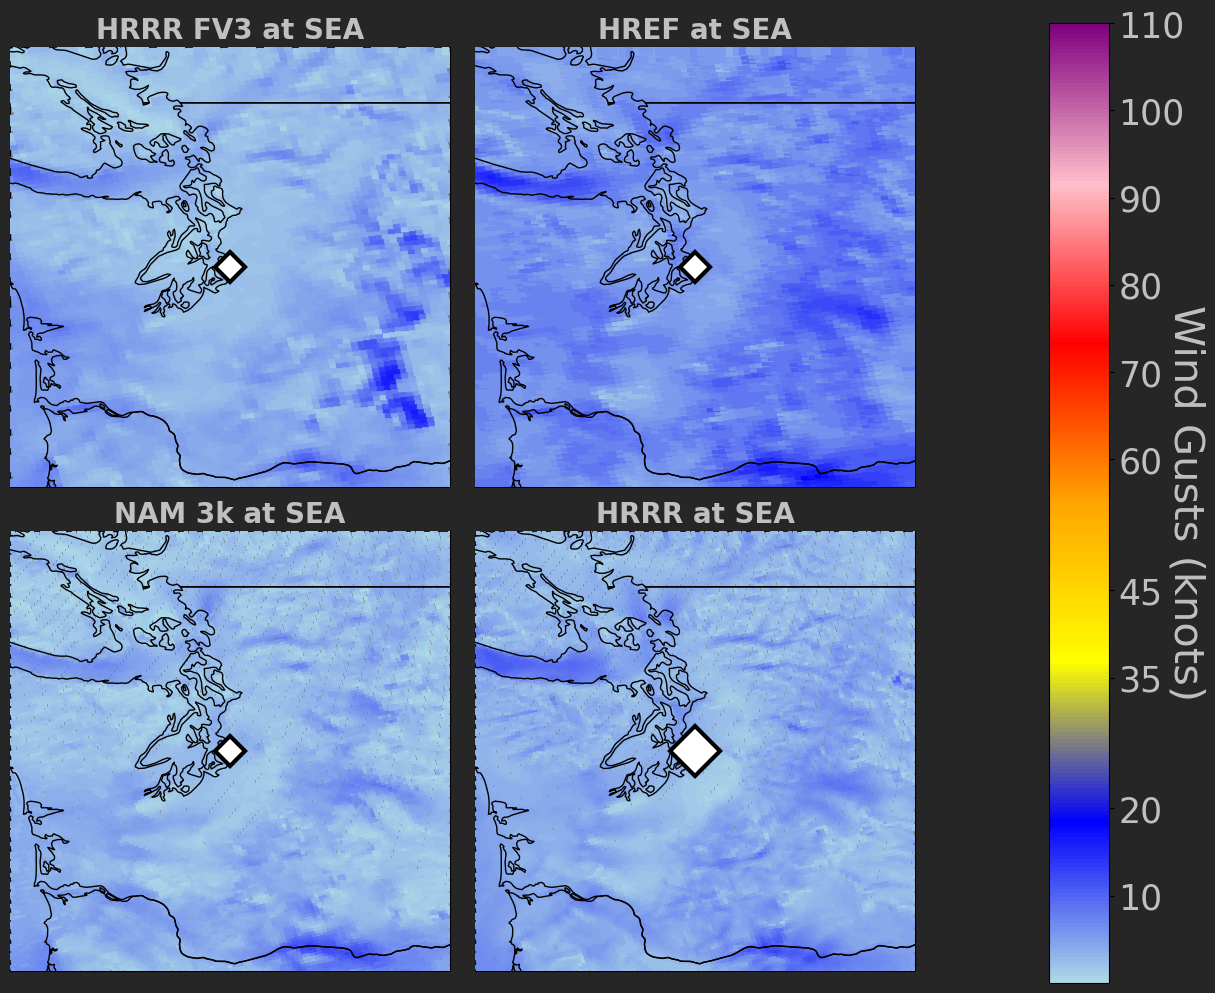 HRRR FV3 at SEA
HREF at SEA
NAM 3k at SEA
HRRR at SEA
110
100
90
80
70
60
45
35
20
10
Wind Gusts (knots)